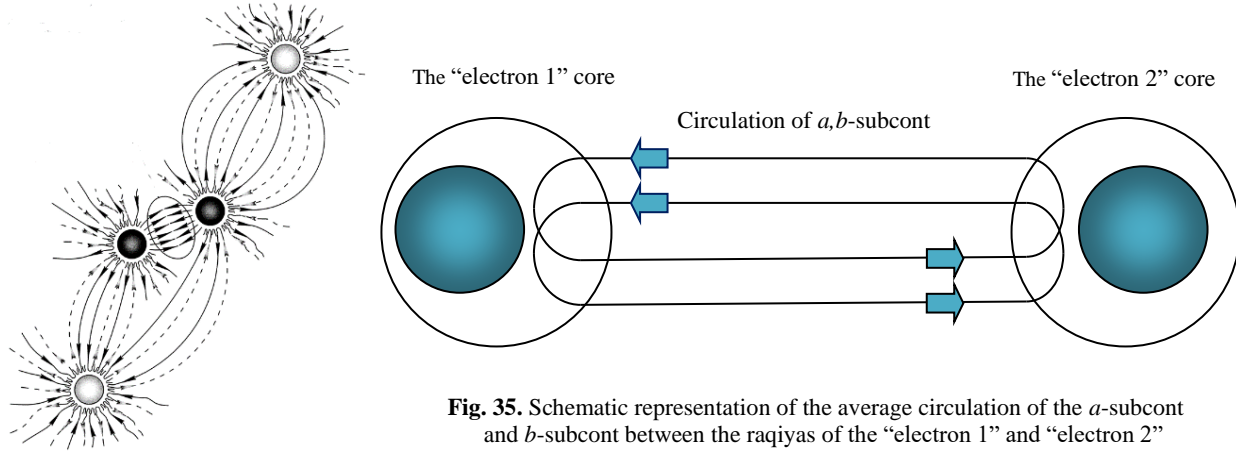 The “electron 1” core
The “electron 2” core
Circulation of a,b-subcont
Fig. 35. Schematic representation of the average circulation of the a-subcont
and b-subcont between the raqiyas of the “electron 1” and “electron 2”